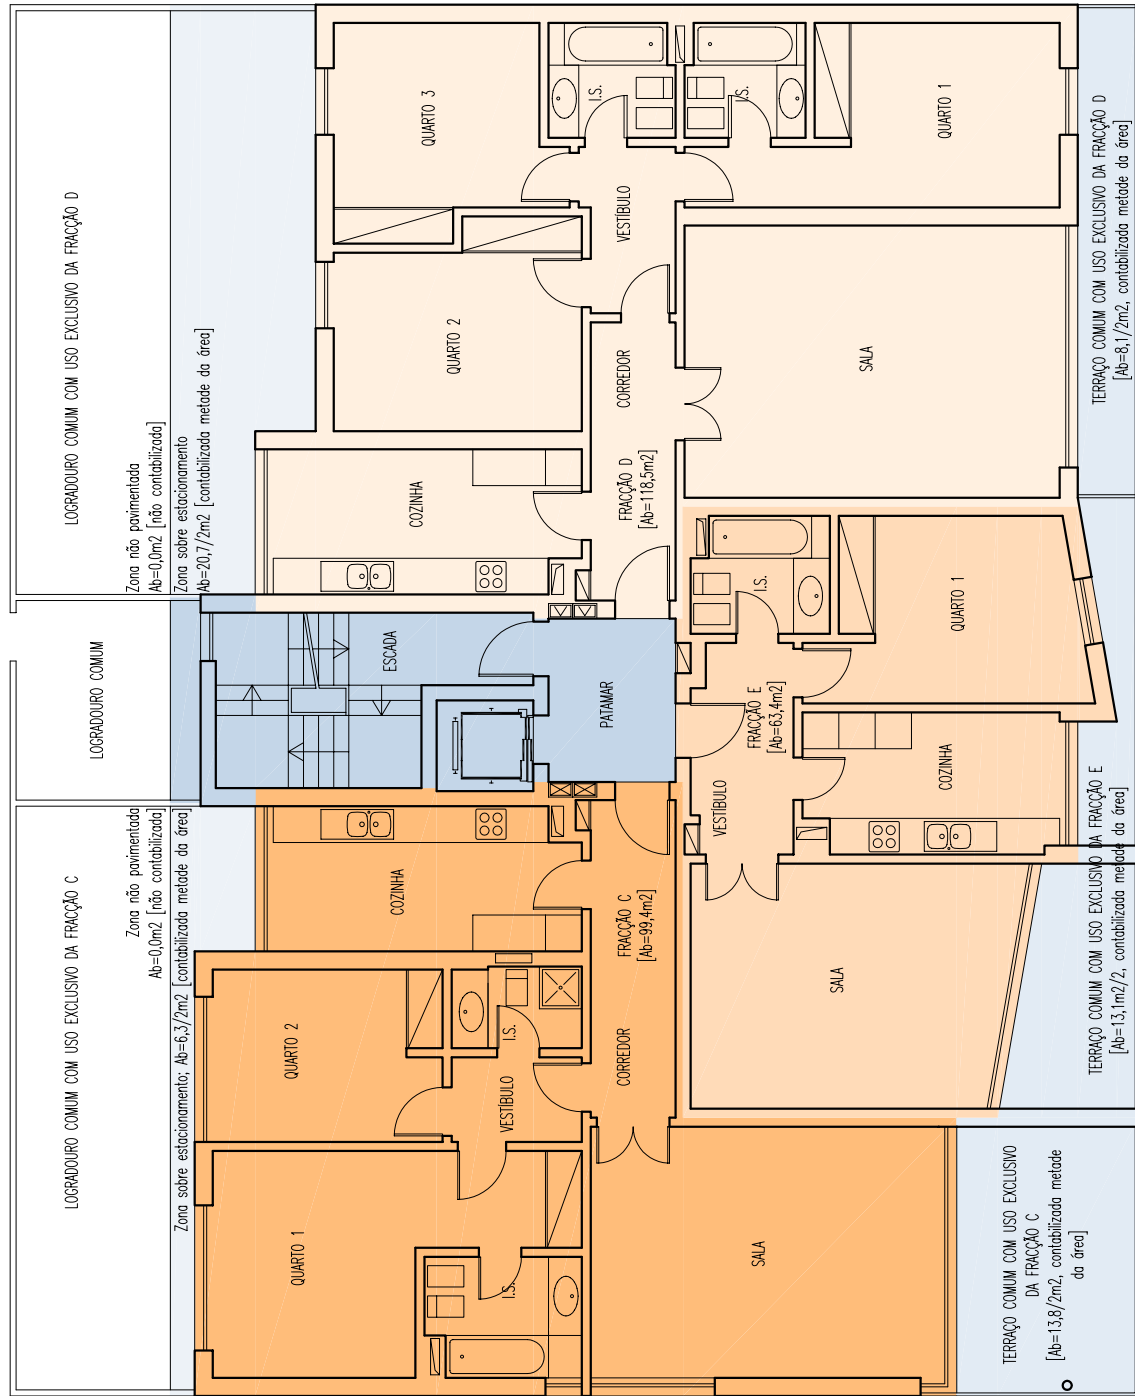 LOGRADOURO COMUM COM USO EXCLUSIVO DA FRACÇÃO C
Zona não pavimentada
Ab=0,0m2 [não contabilizada]
Zona sobre estacionamento; Ab=6,3/2m2 [contabilizada metade da área]
LOGRADOURO COMUM
LOGRADOURO COMUM COM USO EXCLUSIVO DA FRACÇÃO D
Zona não pavimentada
Ab=0,0m2 [não contabilizada]
Zona sobre estacionamento
Ab=20,7/2m2 [contabilizada metade da área]
QUARTO 1
QUARTO 2
COZINHA
ESCADA
COZINHA
QUARTO 2
QUARTO 3
I.S.
VESTÍBULO
I.S.
I.S.
I.S.
CORREDOR
FRACÇÃO C
[Ab=99,4m2]
PATAMAR
FRACÇÃO D
[Ab=118,5m2]
CORREDOR
VESTÍBULO
SALA
SALA
VESTÍBULO
FRACÇÃO E
[Ab=63,4m2]
I.S.
COZINHA
QUARTO 1
SALA
QUARTO 1
TERRAÇO COMUM COM USO EXCLUSIVO
DA FRACÇÃO C
[Ab=13,8/2m2, contabilizada metade
da área]
TERRAÇO COMUM COM USO EXCLUSIVO DA FRACÇÃO E
[Ab=13,1m2/2, contabilizada metade da área]
TERRAÇO COMUM COM USO EXCLUSIVO DA FRACÇÃO D
[Ab=8,1/2m2, contabilizada metade da área]